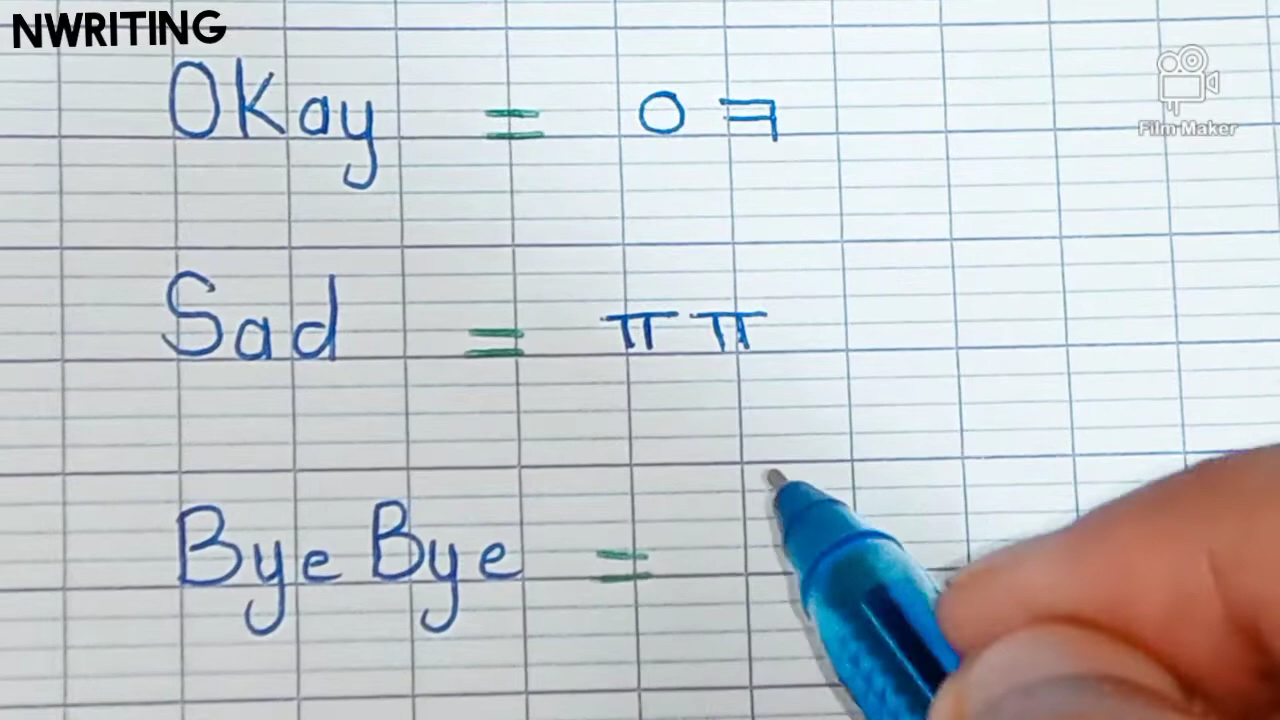 NWRITING
Film Maker
Okay = ㅇㅋ
Sad = ㅠㅠ
Bye Bye =